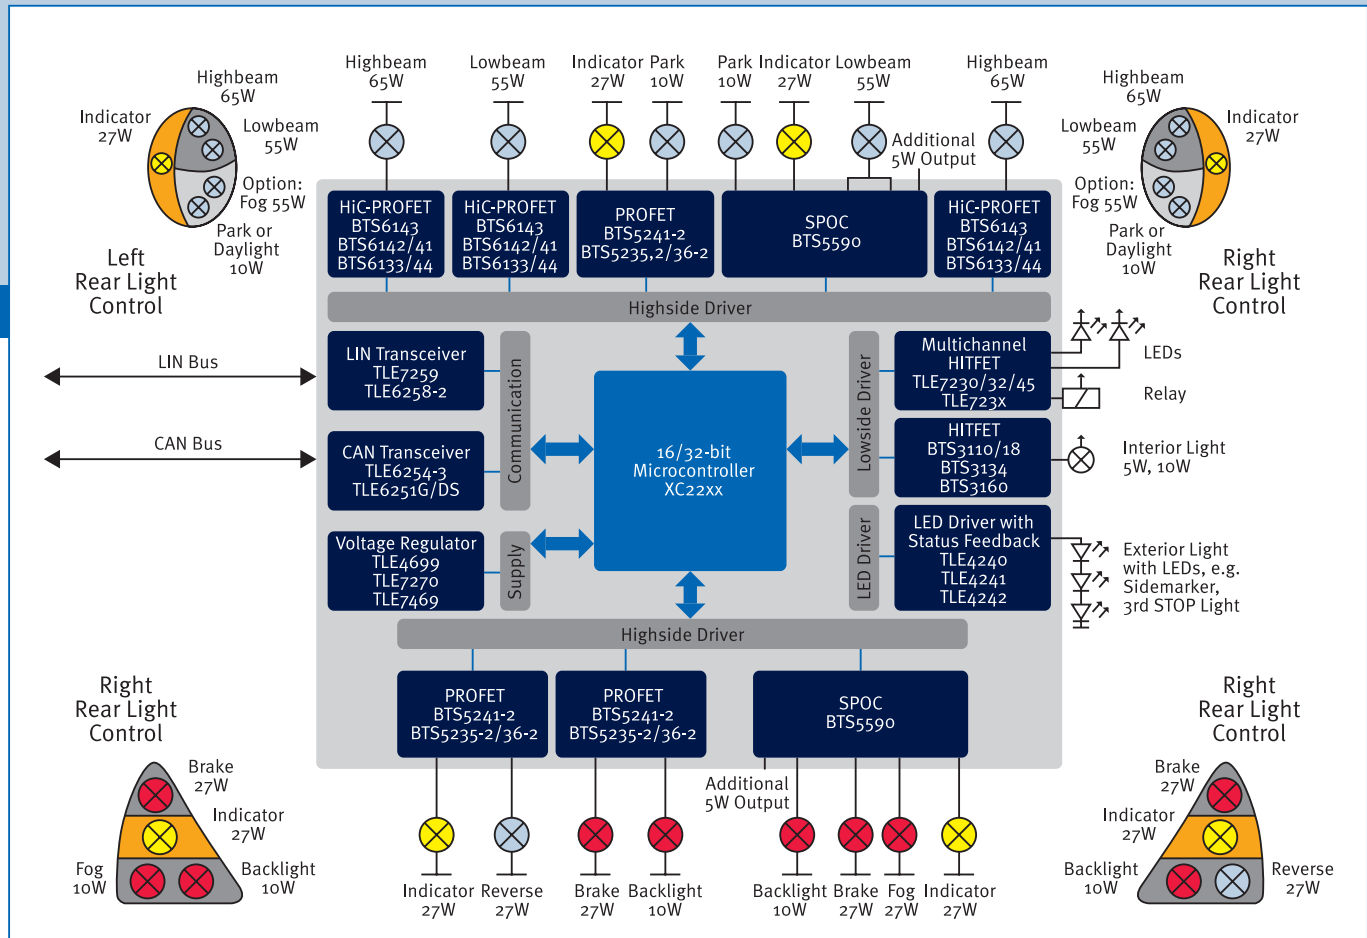 Highbeam
65W
Indicator
27W
Lowbeam
55W
Option:
Fog 55W
Park or
Daylight
10W
Left
Rear Light
Control
Highbeam
65W
Lowbeam
55W
Indicator
27W
Park
10W
Park
10W
Indicator
27W
Lowbeam
55W
Additional
5W Output
Highbeam
65W
Highbeam
65W
Lowbeam
55W
Indicator
27W
Option:
Fog 55W
Park or
Daylight
10W
Right
Rear Light
Control
HiC-PROFET
BTS6143
BTS6142/41
BTS6133/44
HiC-PROFET
BTS6143
BTS6142/41
BTS6133/44
PROFET
BTS5241-2
BTS5235,2/36-2
SPOC
BTS5590
HiC-PROFET
BTS6143
BTS6142/41
BTS6133/44
Highside Driver
LIN Bus
LIN Transceiver
TLE7259
TLE6258-2
CAN Bus
CAN Transceiver
TLE6254-3
TLE6251G/DS
Communication
Voltage Regulator
TLE4699
TLE7270
TLE7469
Supply
16/32-bit
Microcontroller
XC22xx
Lowside Driver
Multichannel
HITFET
TLE7230/32/45
TLE723x
LEDs
Relay
HITFET
BTS3110/18
BTS3134
BTS3160
Interior Light
5W, 10W
LED Driver
LED Driver with
Status Feedback
TLE4240
TLE4241
TLE4242
Exterior Light
with LEDs, e.g.
Sidemarker,
3rd STOP Light
Highside Driver
PROFET
BTS5241-2
BTS5235-2/36-2
PROFET
BTS5241-2
BTS5235-2/36-2
SPOC
BTS5590
Right
Rear Light
Control
Brake
27W
Indicator
27W
Fog
10W
Backlight
10W
Indicator
27W
Reverse
27W
Brake
27W
Backlight
10W
Additional
5W Output
Backlight
10W
Brake
27W
Fog
27W
Indicator
27W
Right
Rear Light
Control
Brake
27W
Indicator
27W
Backlight
10W
Reverse
27W